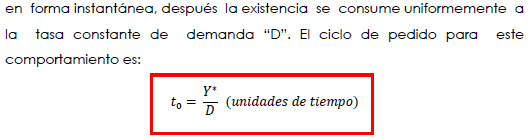 en forma instantánea, después la existencia se consume uniformemente a
la tasa constante de demanda “D”. El ciclo de pedido para este
comportamiento es:
t₀ = Y*/D (unidades de tiempo)